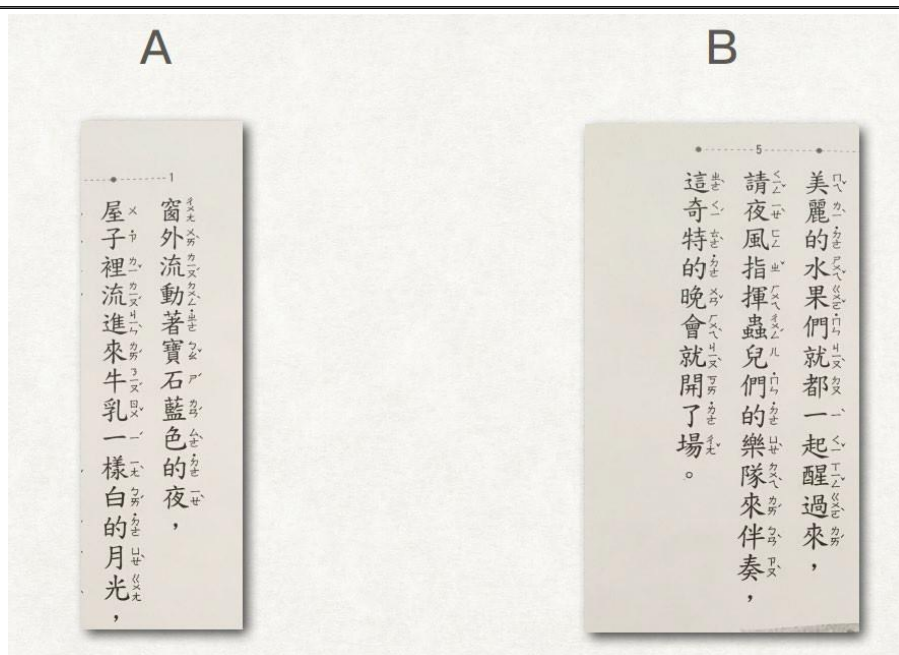 A
1
窗外流動著寶石藍色的夜，
屋子裡流進來牛乳一樣白的月光，
B
5
美麗的水果們就都一起醒過來，
請夜風指揮蟲兒們的樂隊來伴奏，
這奇特的晚會就開了場。